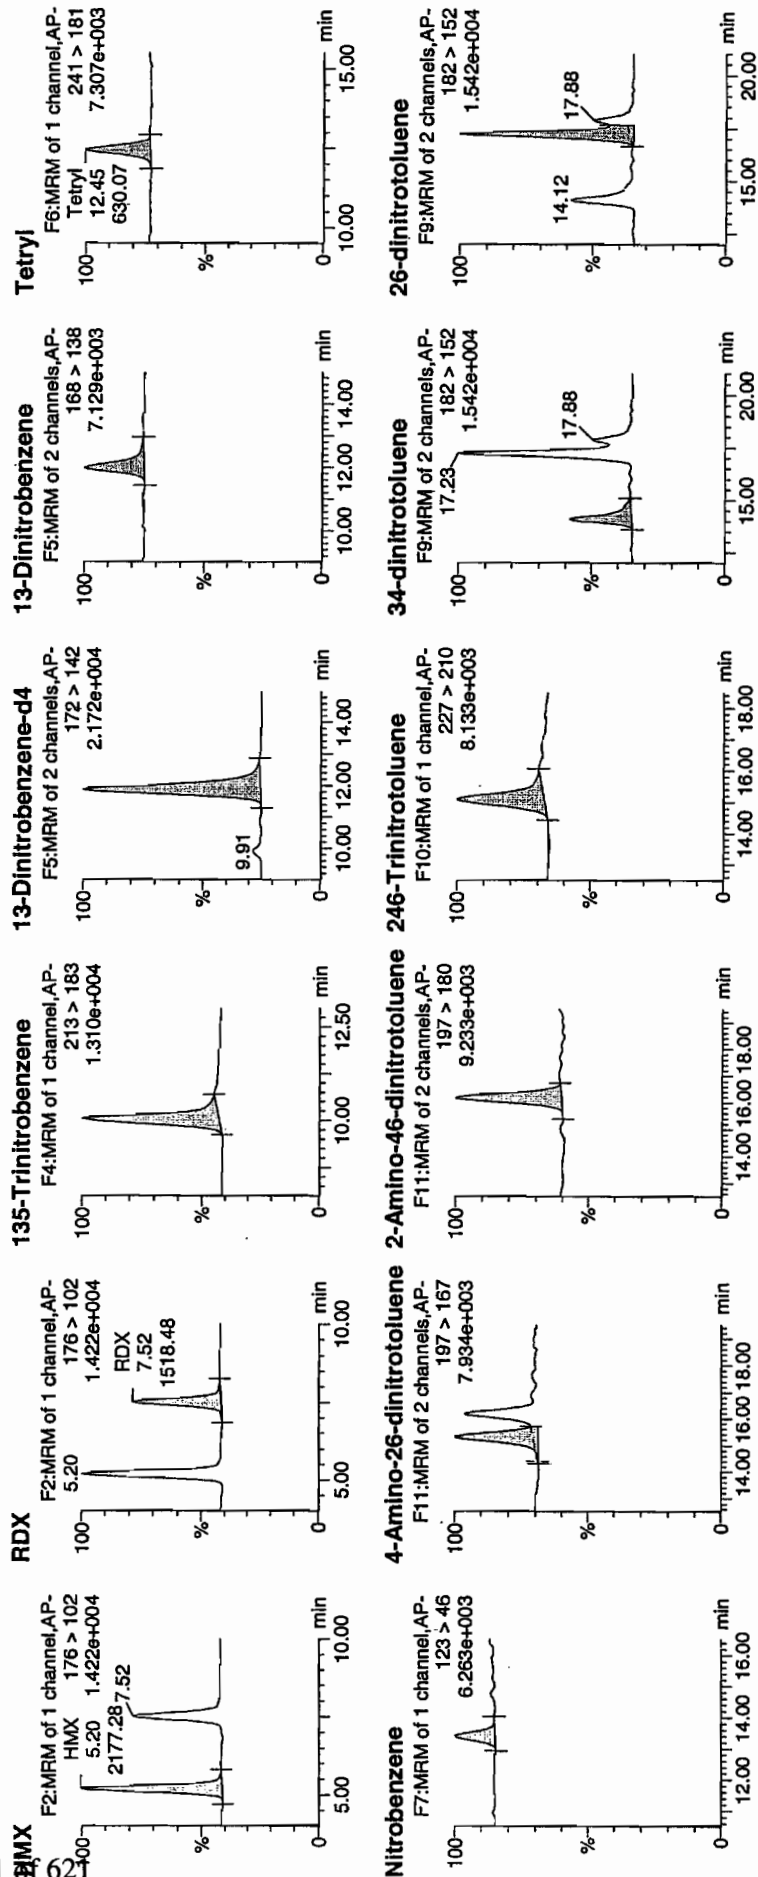 HMX
F2:MRM of 1 channel,AP-
HMX 176 > 102
5.20 1.422e+004
2177.28 7.52
100
%
0
5.00 10.00 min
RDX
F2:MRM of 1 channel,AP-
5.20 176 > 102
1.422e+004
RDX
7.52
1518.48
100
%
0
5.00 10.00 min
135-Trinitrobenzene
F4:MRM of 1 channel,AP-
213 > 183
1.310e+004
100
%
0
10.00 12.50 min
13-Dinitrobenzene-d4
F5:MRM of 2 channels,AP-
172 > 142
2.172e+004
100
9.91
%
0
10.00 12.00 14.00 min
13-Dinitrobenzene
F5:MRM of 2 channels,AP-
168 > 138
7.129e+003
100
%
0
10.00 12.00 14.00 min
Tetryl
F6:MRM of 1 channel,AP-
Tetryl 241 > 181
12.45 7.307e+003
630.07
100
%
0
10.00 15.00 min
Nitrobenzene
F7:MRM of 1 channel,AP-
123 > 46
6.263e+003
100
%
0
12.00 14.00 16.00 min
4-Amino-26-dinitrotoluene
F11:MRM of 2 channels,AP-
197 > 167
7.934e+003
100
%
0
14.00 16.00 18.00 min
2-Amino-46-dinitrotoluene
F11:MRM of 2 channels,AP-
197 > 180
9.233e+003
100
%
0
14.00 16.00 18.00 min
246-Trinitrotoluene
F10:MRM of 1 channel,AP-
227 > 210
8.133e+003
100
%
0
14.00 16.00 18.00 min
34-dinitrotoluene
F9:MRM of 2 channels,AP-
17.23 182 > 152
1.542e+004
17.88
100
%
0
15.00 20.00 min
26-dinitrotoluene
F9:MRM of 2 channels,AP-
182 > 152
1.542e+004
14.12 17.88
100
%
0
15.00 20.00 min
of 621